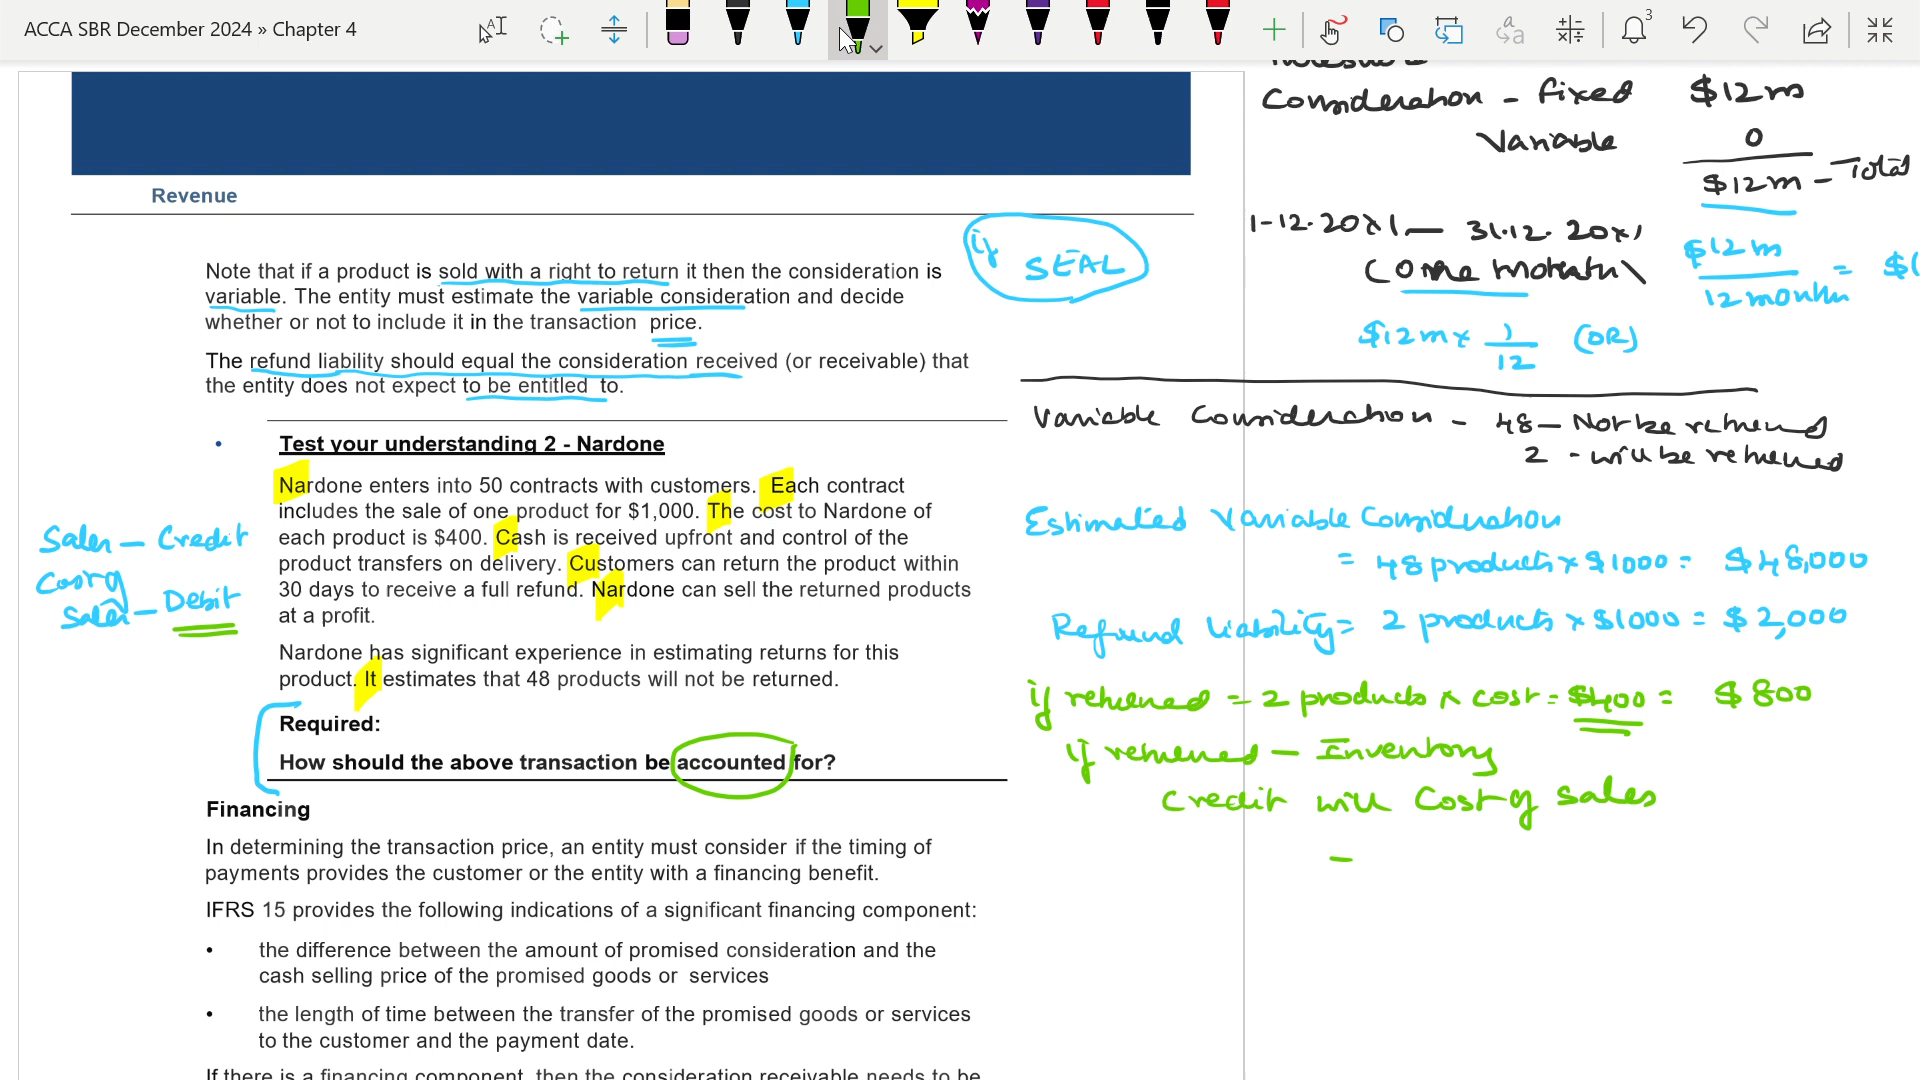 ACCA SBR December 2024 » Chapter 4
3
Revenue
Note that if a product is sold with a right to return it then the consideration is
variable. The entity must estimate the variable consideration and decide
whether or not to include it in the transaction price.
The refund liability should equal the consideration received (or receivable) that
the entity does not expect to be entitled to.
• Test your understanding 2 - Nardone
Nardone enters into 50 contracts with customers. Each contract
includes the sale of one product for $1,000. The cost to Nardone of
each product is $400. Cash is received upfront and control of the
product transfers on delivery. Customers can return the product within
30 days to receive a full refund. Nardone can sell the returned products
at a profit.
Nardone has significant experience in estimating returns for this
product. It estimates that 48 products will not be returned.
Required:
How should the above transaction be accounted for?
Financing
In determining the transaction price, an entity must consider if the timing of
payments provides the customer or the entity with a financing benefit.
IFRS 15 provides the following indications of a significant financing component:
• the difference between the amount of promised consideration and the
cash selling price of the promised goods or services
• the length of time between the transfer of the promised goods or services
to the customer and the payment date.
If there is a financing component, then the consideration receivable needs to be
Sales – Credit
Cost of
Sales – Debit
if SEAL
Consideration - fixed $12m
Variable 0
$12m – Total
1-12-20x1 — 31.12.20x1
$12m
12 months =
$12m x 1/12 (OR)
Variable Consideration - 48 – Not be returned
2 - will be returned
Estimated Variable Consideration
= 48 products x $1000 = $48,000
Refund liability = 2 products x $1000 = $2,000
if returned = 2 products x cost = $400 = $800
if returned – Inventory
Credit will Cost of Sales
–